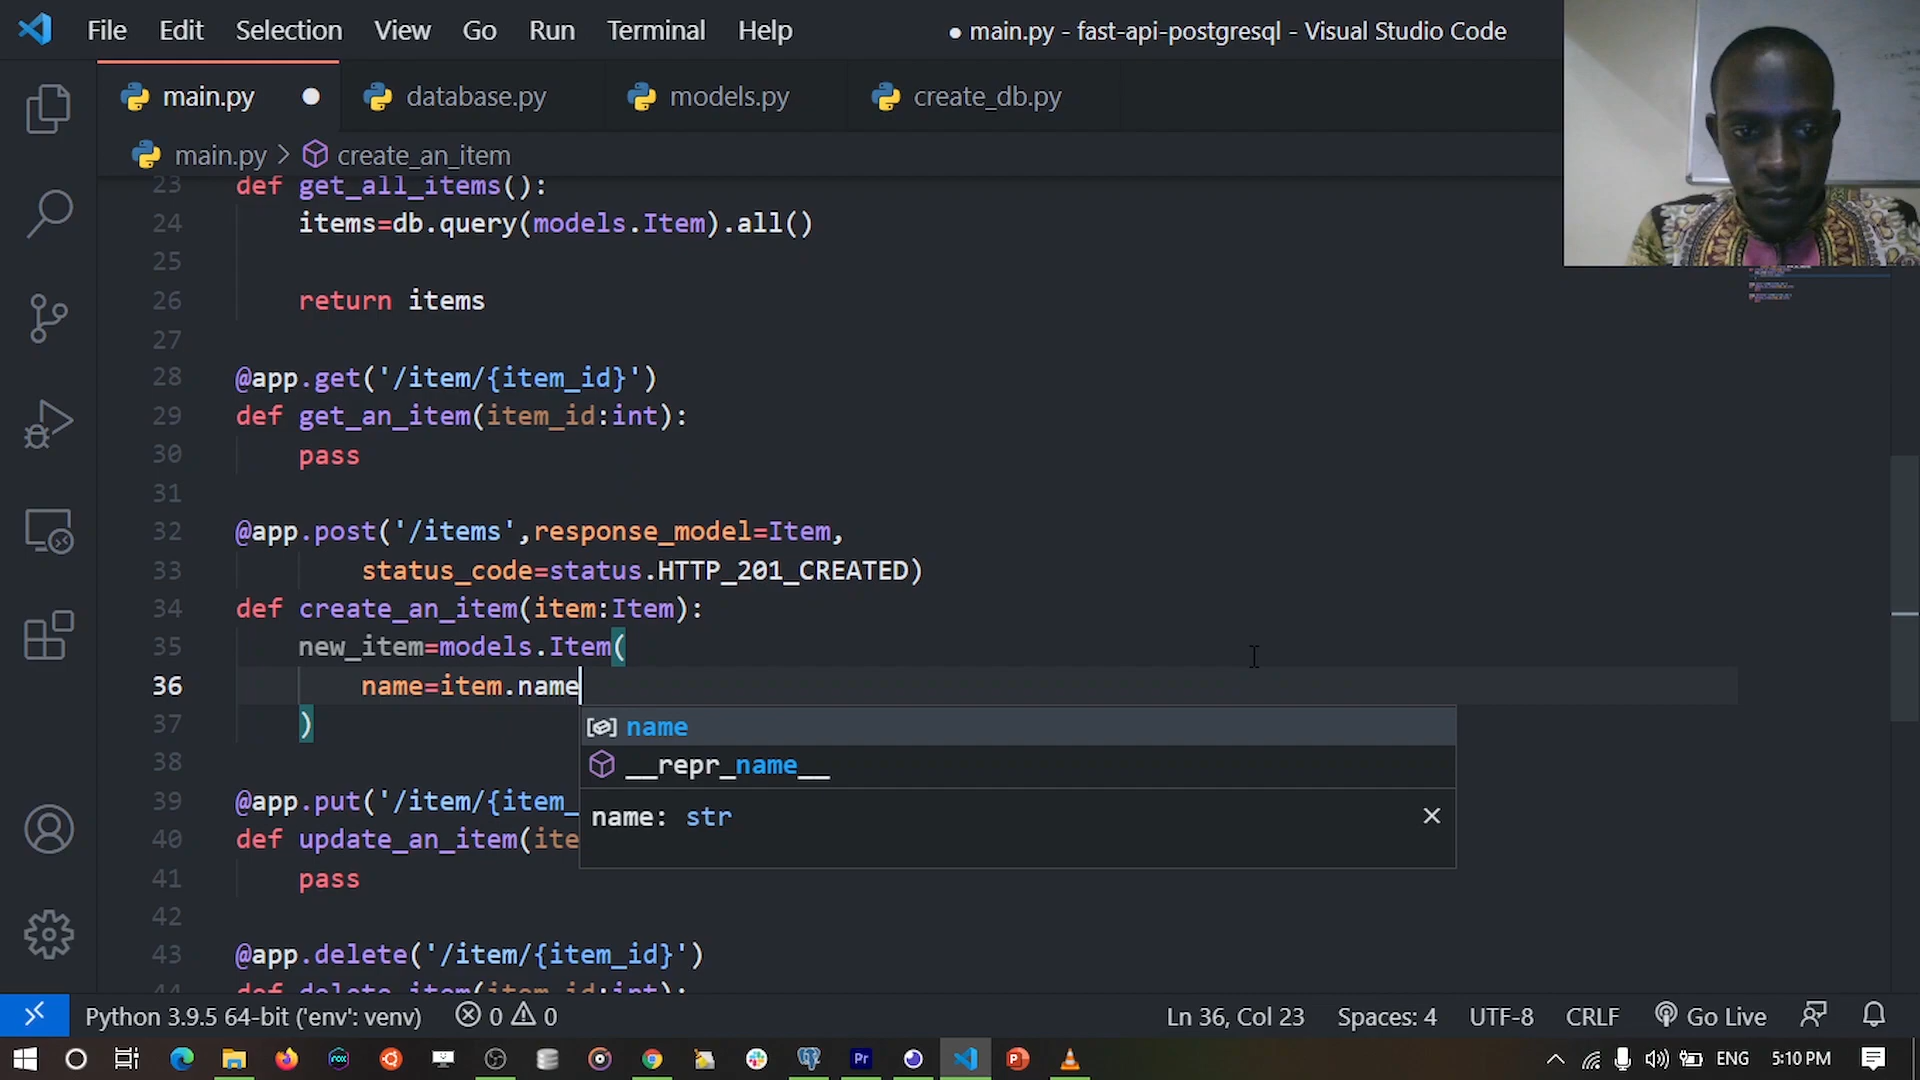 File Edit Selection View Go Run Terminal Help ● main.py - fast-api-postgresql - Visual Studio Code
main.py ● database.py models.py create_db.py
main.py > create_an_item
23 def get_all_items():
24 items=db.query(models.Item).all()
25
26 return items
27
28 @app.get('/item/{item_id}')
29 def get_an_item(item_id:int):
30 pass
31
32 @app.post('/items',response_model=Item,
33 status_code=status.HTTP_201_CREATED)
34 def create_an_item(item:Item):
35 new_item=models.Item(
36 name=item.name
37 )
name
38
__repr_name__
39 @app.put('/item/{item_
name: str
40 def update_an_item(ite
41 pass
42
43 @app.delete('/item/{item_id}')
44 def delete_item(item_id:int):
Python 3.9.5 64-bit ('env': venv) 0 0 Ln 36, Col 23 Spaces: 4 UTF-8 CRLF Go Live
Pr ENG 5:10 PM